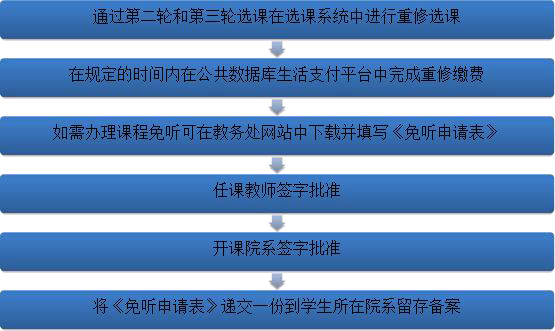 通过第二轮和第三轮选课在选课系统中进行重修选课
在规定的时间内在公共数据库生活支付平台中完成重修缴费
如需办理课程免听可在教务处网站中下载并填写《免听申请表》
任课教师签字批准
开课院系签字批准
将《免听申请表》递交一份到学生所在院系留存备案